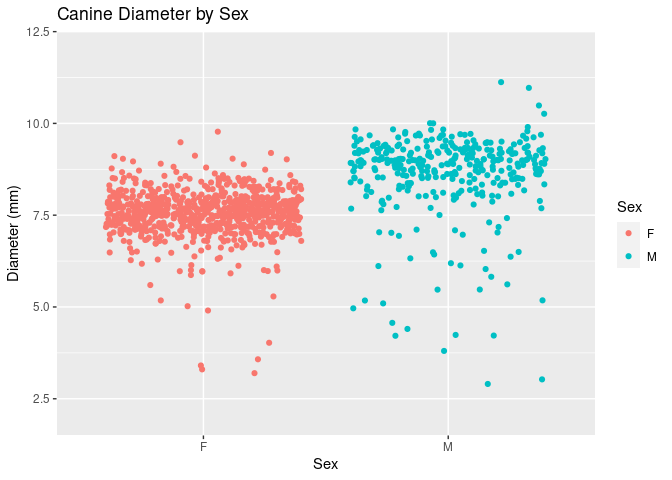 Canine Diameter by Sex
12.5
10.0
7.5
5.0
2.5
Diameter (mm)
F
M
Sex
Sex
F
M